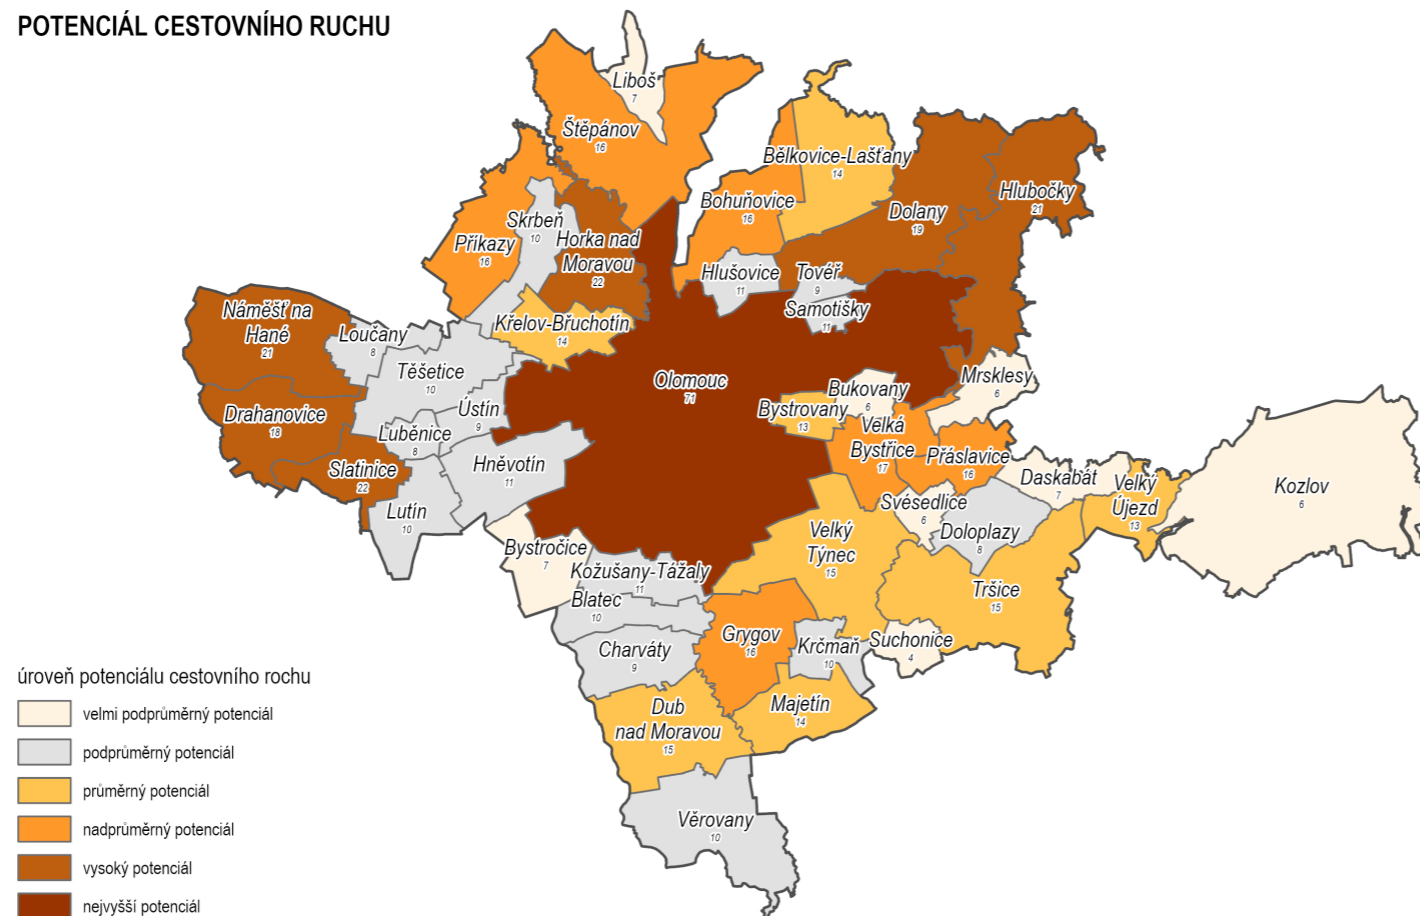 POTENCIÁL CESTOVNÍHO RUCHU
Liboš
7
Štěpánov
16
Bělkovice-Lašťany
14
Bohuňovice
16
Dolany
19
Hlubočky
21
Skrbeň
10
Příkazy
16
Horka nad
Moravou
22
Hlušovice
11
Tovéř
9
Samotišky
11
Náměšť na
Hané
21
Loučany
8
Křelov-Břuchotín
14
Těšetice
10
Olomouc
71
Bukovany
6
Mrsklesy
6
Bystrovany
13
Drahanovice
18
Ústín
9
Luběnice
8
Velká
Bystřice
17
Přáslavice
16
Slatinice
22
Hněvotín
11
Daskabát
7
Velký
Újezd
13
Kozlov
6
Lutín
10
Svésedlice
6
Doloplazy
8
Velký
Týnec
15
Bystročice
7
Kožušany-Tážaly
11
Blatec
10
Tršice
15
Grygov
16
Krčmaň
10
Suchonice
4
Charváty
9
Dub
nad Moravou
15
Majetín
14
Věrovany
10
úroveň potenciálu cestovního rochu
velmi podprůměrný potenciál
podprůměrný potenciál
průměrný potenciál
nadprůměrný potenciál
vysoký potenciál
nejvyšší potenciál